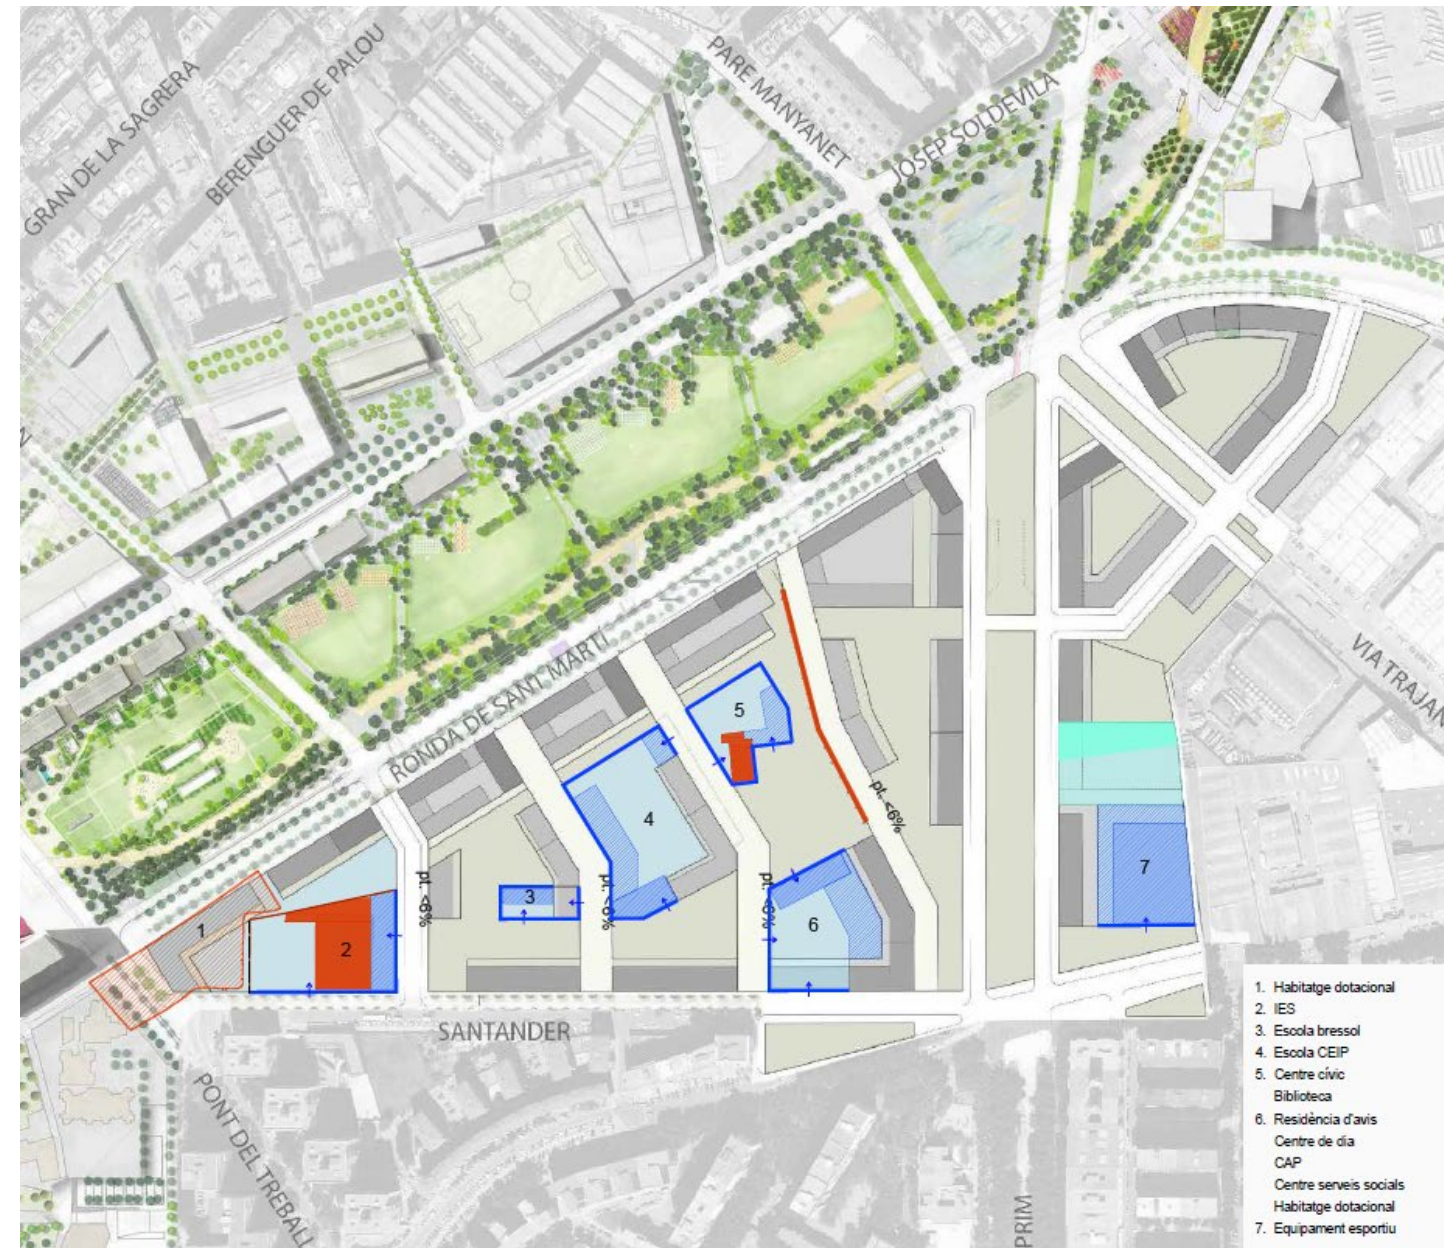 GRAN DE LA SAGRERA
BERENGUER DE PALOU
PARE MANYANET
JOSEP SOLDEVILA
VIA TRAJAN
RONDA DE SANT MARTÍ
5
4
pt. <6%
7
3
pt. <6%
pt. <6%
pt. <6%
6
1
2
SANTANDER
PONT DEL TREBALL
PRIM
1. Habitatge dotacional
2. IES
3. Escola bressol
4. Escola CEIP
5. Centre cívic
Biblioteca
6. Residència d'avis
Centre de dia
CAP
Centre serveis socials
Habitatge dotacional
7. Equipament esportiu